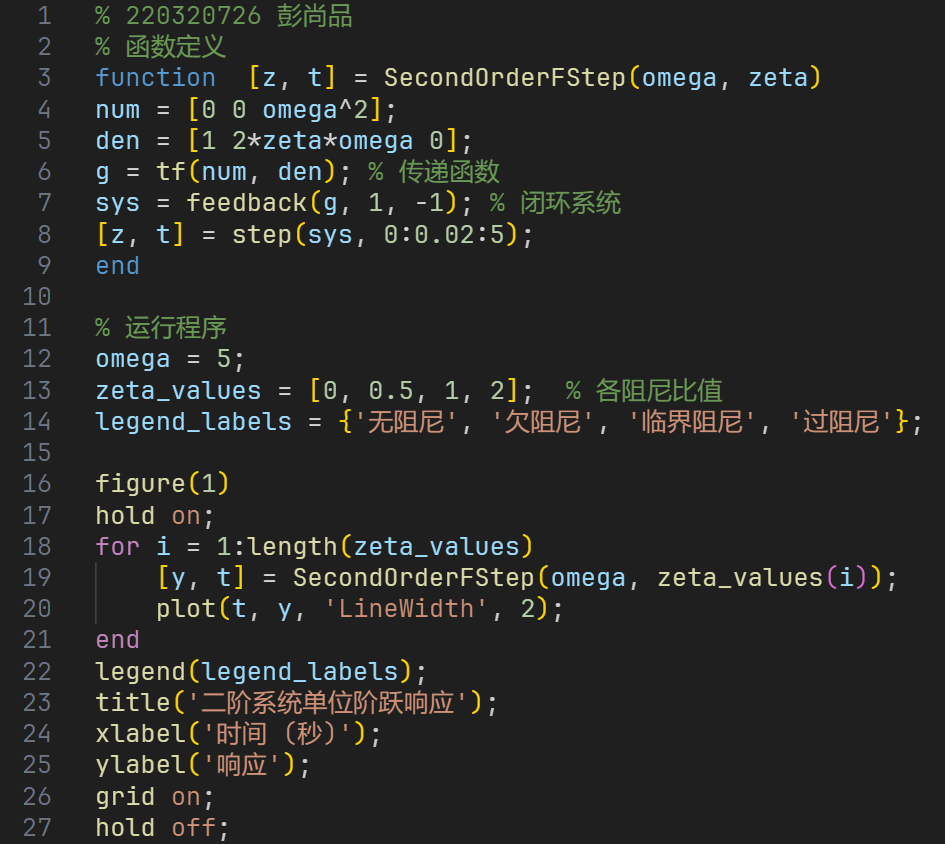 1 % 220320726 彭尚品
2 % 函数定义
3 function  [z, t] = SecondOrderFStep(omega, zeta)
4 num = [0 0 omega^2];
5 den = [1 2*zeta*omega 0];
6 g = tf(num, den); % 传递函数
7 sys = feedback(g, 1, -1); % 闭环系统
8 [z, t] = step(sys, 0:0.02:5);
9 end
10
11 % 运行程序
12 omega = 5;
13 zeta_values = [0, 0.5, 1, 2];  % 各阻尼比值
14 legend_labels = {'无阻尼', '欠阻尼', '临界阻尼', '过阻尼'};
15
16 figure(1)
17 hold on;
18 for i = 1:length(zeta_values)
19     [y, t] = SecondOrderFStep(omega, zeta_values(i));
20     plot(t, y, 'LineWidth', 2);
21 end
22 legend(legend_labels);
23 title('二阶系统单位阶跃响应');
24 xlabel('时间（秒）');
25 ylabel('响应');
26 grid on;
27 hold off;